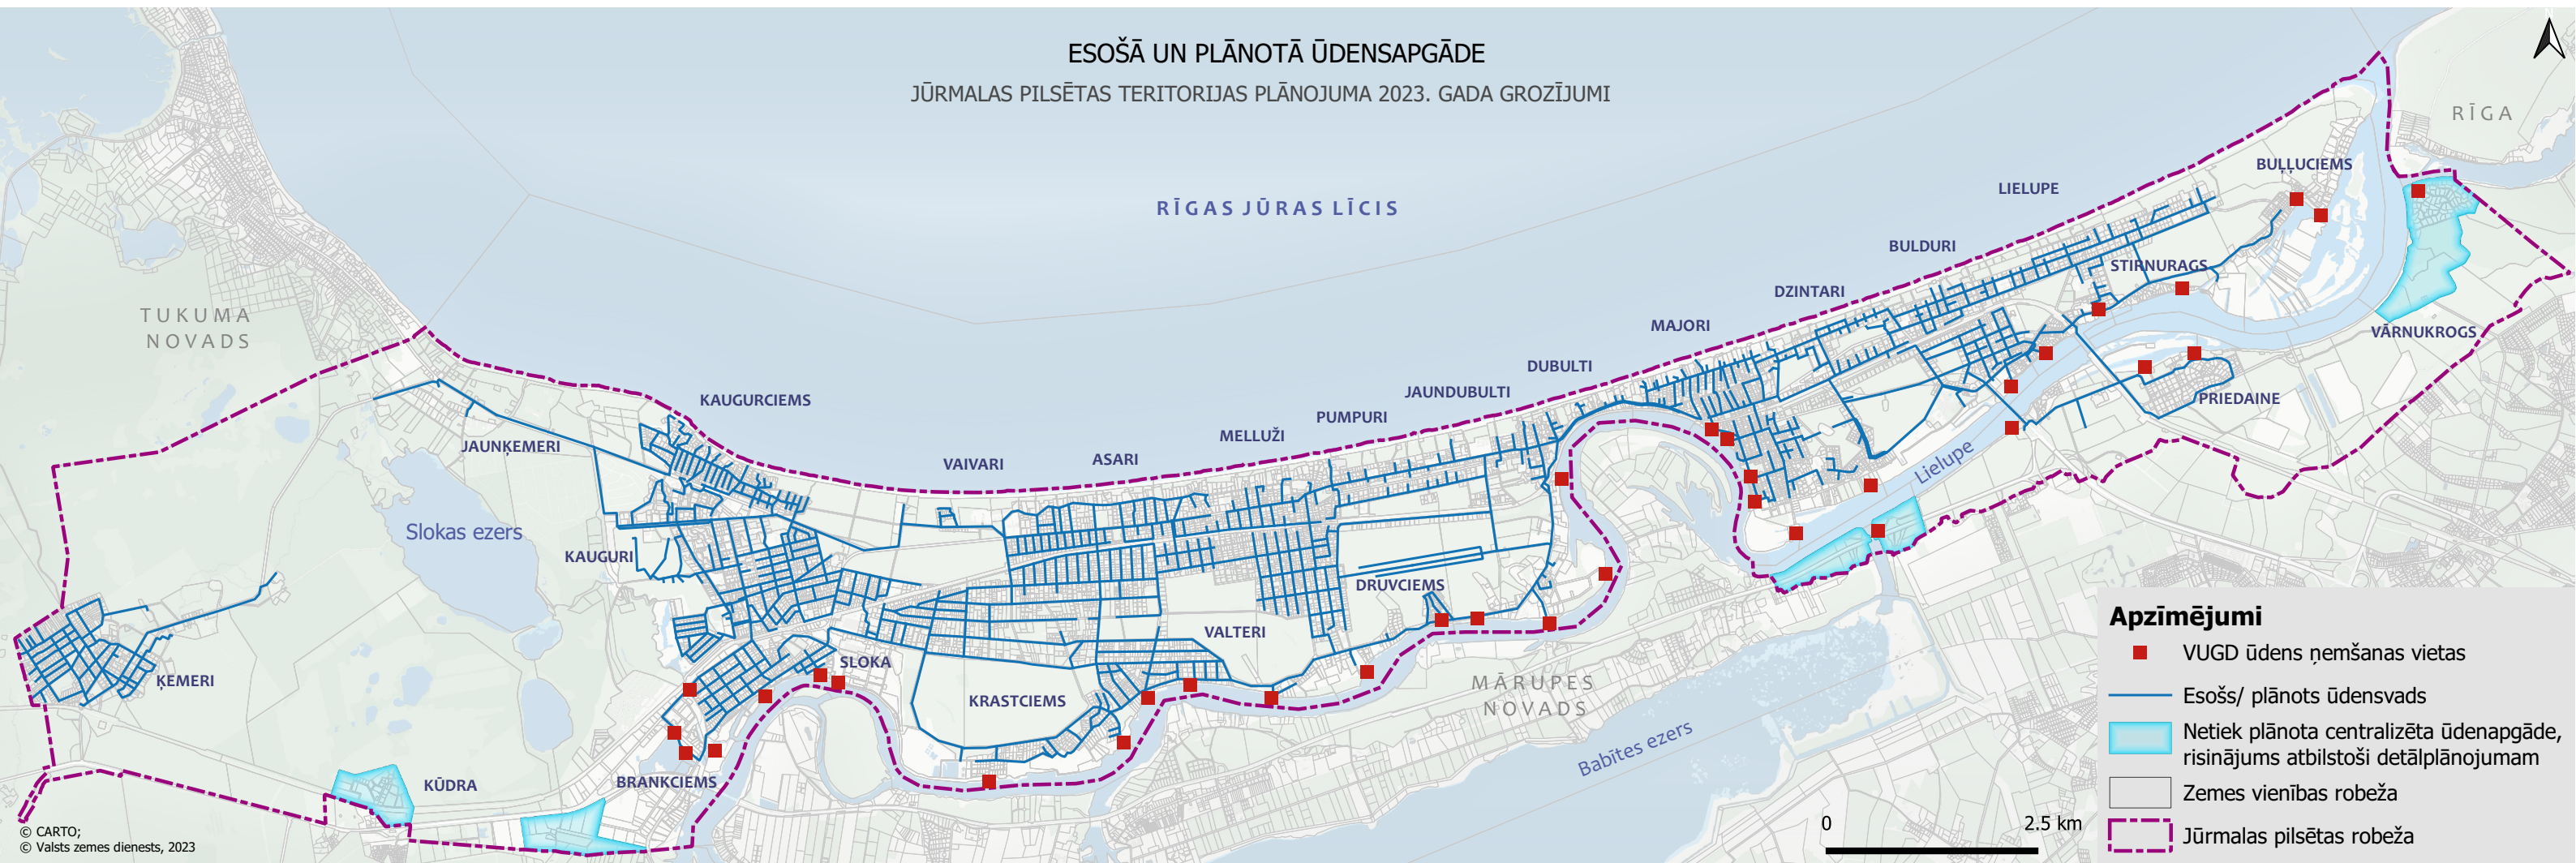 ESOŠĀ UN PLĀNOTĀ ŪDENSAPGĀDE
JŪRMALAS PILSĒTAS TERITORIJAS PLĀNOJUMA 2023. GADA GROZĪJUMI
N
RĪGA
BUĻĻUCIEMS
LIELUPE
RĪGAS JŪRAS LĪCIS
BULDURI
STIRNURAGS
DZINTARI
TUKUMA
NOVADS
MAJORI
VĀRNUKROGS
DUBULTI
JAUNDUBULTI
PRIEDAINE
KAUGURCIEMS
PUMPURI
MELLUŽI
JAUNĶEMERI
ASARI
VAIVARI
Lielupe
Slokas ezers
KAUGURI
DRUVCIEMS
VALTERI
SLOKA
ĶEMERI
KRASTCIEMS
MĀRUPES
NOVADS
Babītes ezers
KŪDRA
BRANKCIEMS
Apzīmējumi
VUGD ūdens ņemšanas vietas
Esošs/ plānots ūdensvads
Netiek plānota centralizēta ūdenapgāde,
risinājums atbilstoši detālplānojumam
Zemes vienības robeža
Jūrmalas pilsētas robeža
0 2.5 km
© CARTO;
© Valsts zemes dienests, 2023